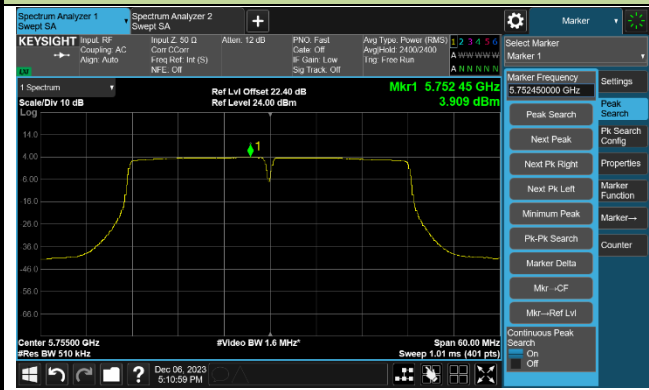 Spectrum Analyzer 1
Swept SA
Spectrum Analyzer 2
Swept SA
+
Marker
KEYSIGHT
Input: RF
Coupling: AC
Align: Auto
Input Z: 50 Ω
Corr CCorr
Freq Ref: Int (S)
NFE: Off
Atten: 12 dB
PNO: Fast
Gate: Off
IF Gain: Low
Sig Track: Off
Avg Type: Power (RMS)
Avg|Hold: 2400/2400
Trig: Free Run
1 2 3 4 5 6
A W W W W W
A N N N N N
Select Marker
Marker 1
1 Spectrum
Scale/Div 10 dB
Log
Ref Lvl Offset 22.40 dB
Ref Level 24.00 dBm
Mkr1 5.752 45 GHz
3.909 dBm
Marker Frequency
5.752450000 GHz
Peak Search
Next Peak
Next Pk Right
Next Pk Left
Minimum Peak
Pk-Pk Search
Marker Delta
Mkr→CF
Mkr→Ref Lvl
Continuous Peak
Search
On
Off
Settings
Peak
Search
Pk Search
Config
Properties
Marker
Function
Marker→
Counter
14.0
4.00
6.00
-16.0
-26.0
-36.0
-46.0
-56.0
-66.0
1
Center 5.75500 GHz
#Res BW 510 kHz
#Video BW 1.6 MHz*
Span 60.00 MHz
Sweep 1.01 ms (401 pts)
?
Dec 06, 2023
5:10:59 PM